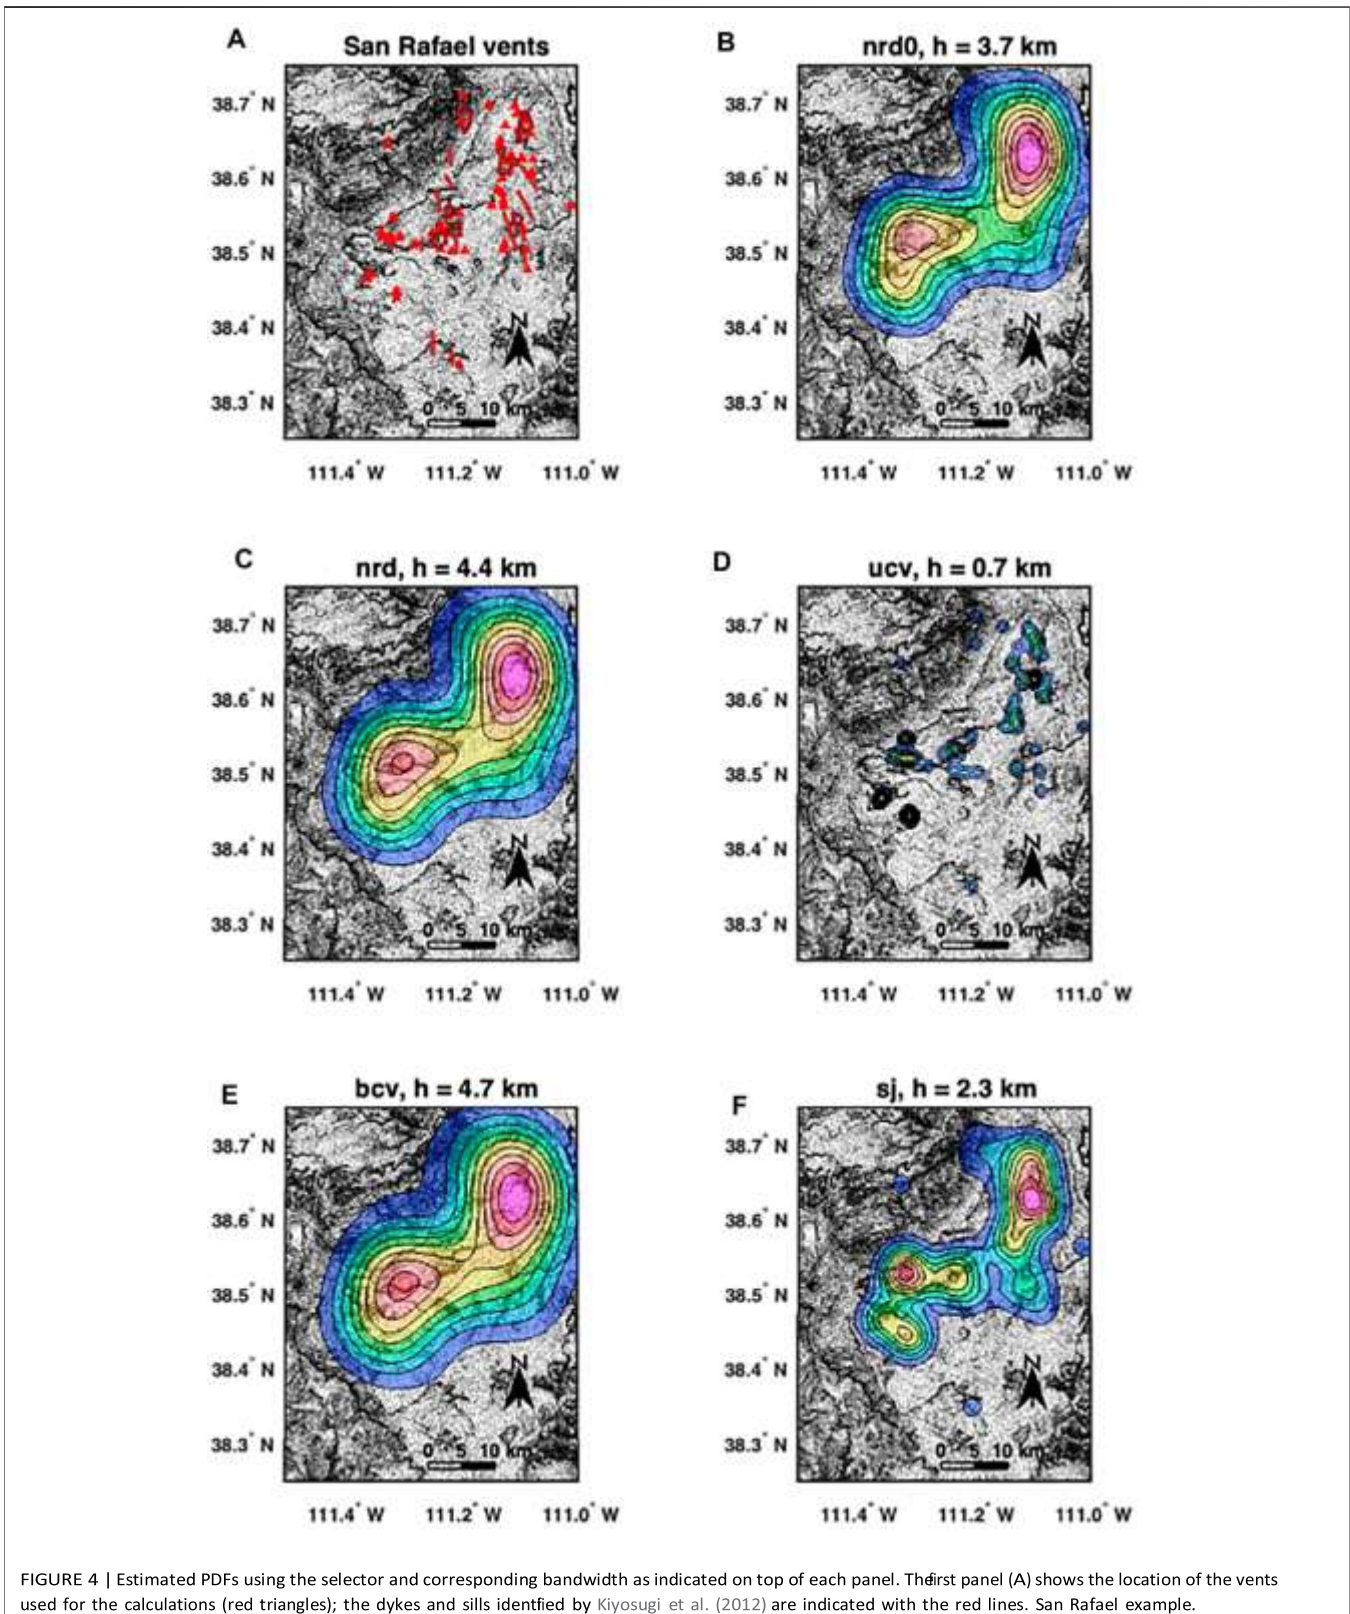 A
San Rafael vents
38.7° N
38.6° N
38.5° N
38.4° N
38.3° N
N
0 5 10 km
111.4° W 111.2° W 111.0° W
B
nrd0, h = 3.7 km
38.7° N
38.6° N
38.5° N
38.4° N
38.3° N
N
0 5 10 km
111.4° W 111.2° W 111.0° W
C
nrd, h = 4.4 km
38.7° N
38.6° N
38.5° N
38.4° N
38.3° N
N
0 5 10 km
111.4° W 111.2° W 111.0° W
D
ucv, h = 0.7 km
38.7° N
38.6° N
38.5° N
38.4° N
38.3° N
N
0 5 10 km
111.4° W 111.2° W 111.0° W
E
bcv, h = 4.7 km
38.7° N
38.6° N
38.5° N
38.4° N
38.3° N
N
0 5 10 km
111.4° W 111.2° W 111.0° W
F
sj, h = 2.3 km
38.7° N
38.6° N
38.5° N
38.4° N
38.3° N
N
0 5 10 km
111.4° W 111.2° W 111.0° W
FIGURE 4 | Estimated PDFs using the selector and corresponding bandwidth as indicated on top of each panel. The first panel (A) shows the location of the vents
used for the calculations (red triangles); the dykes and sills identified by Kiyosugi et al. (2012) are indicated with the red lines. San Rafael example.